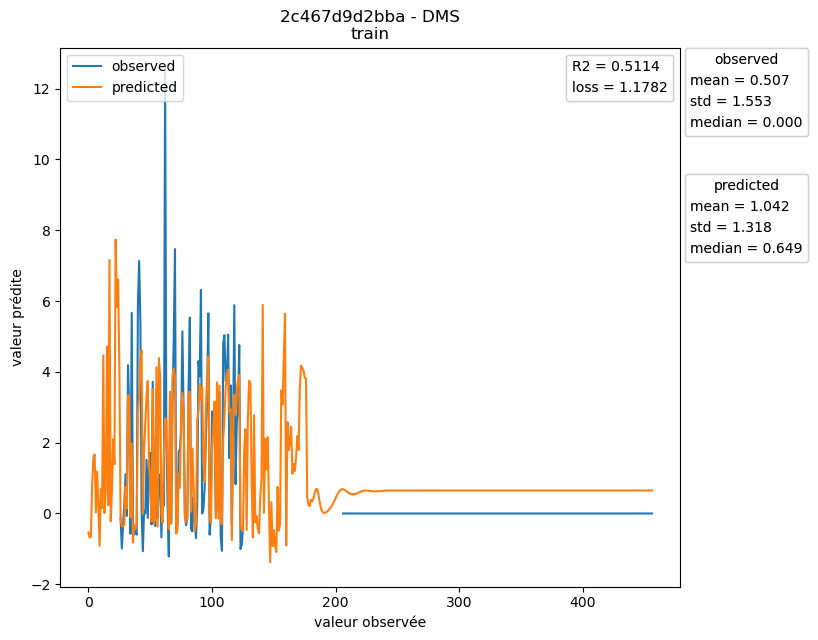 2c467d9d2bba - DMS
train
observed
predicted
R2 = 0.5114
loss = 1.1782
observed
mean = 0.507
std = 1.553
median = 0.000
predicted
mean = 1.042
std = 1.318
median = 0.649
valeur prédite
12
10
8
6
4
2
0
−2
0
100
200
300
400
valeur observée